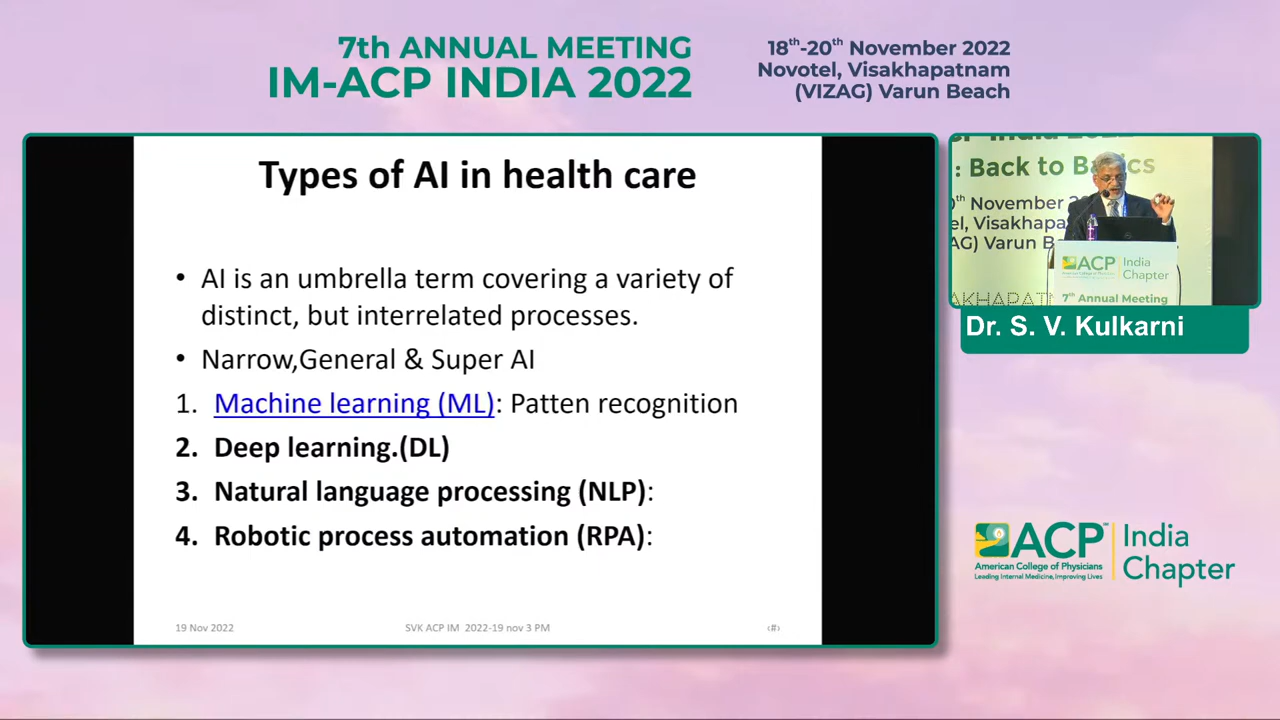 7th ANNUAL MEETING
IM-ACP INDIA 2022
18th-20th November 2022
Novotel, Visakhapatnam
(VIZAG) Varun Beach
Types of AI in health care
• AI is an umbrella term covering a variety of
distinct, but interrelated processes.
• Narrow,General & Super AI
1. Machine learning (ML): Patten recognition
2. Deep learning.(DL)
3. Natural language processing (NLP):
4. Robotic process automation (RPA):
19 Nov 2022
SVK ACP IM 2022-19 nov 3 PM
‹#›
: Back to Ba cs
th November 2
el, Visakhapa
AG) Varun B
AKHAPATN
ACP India
Chapter
7th Annual Meeting
Dr. S. V. Kulkarni
ACP
American College of Physicians
Leading Internal Medicine, Improving Lives
India
Chapter